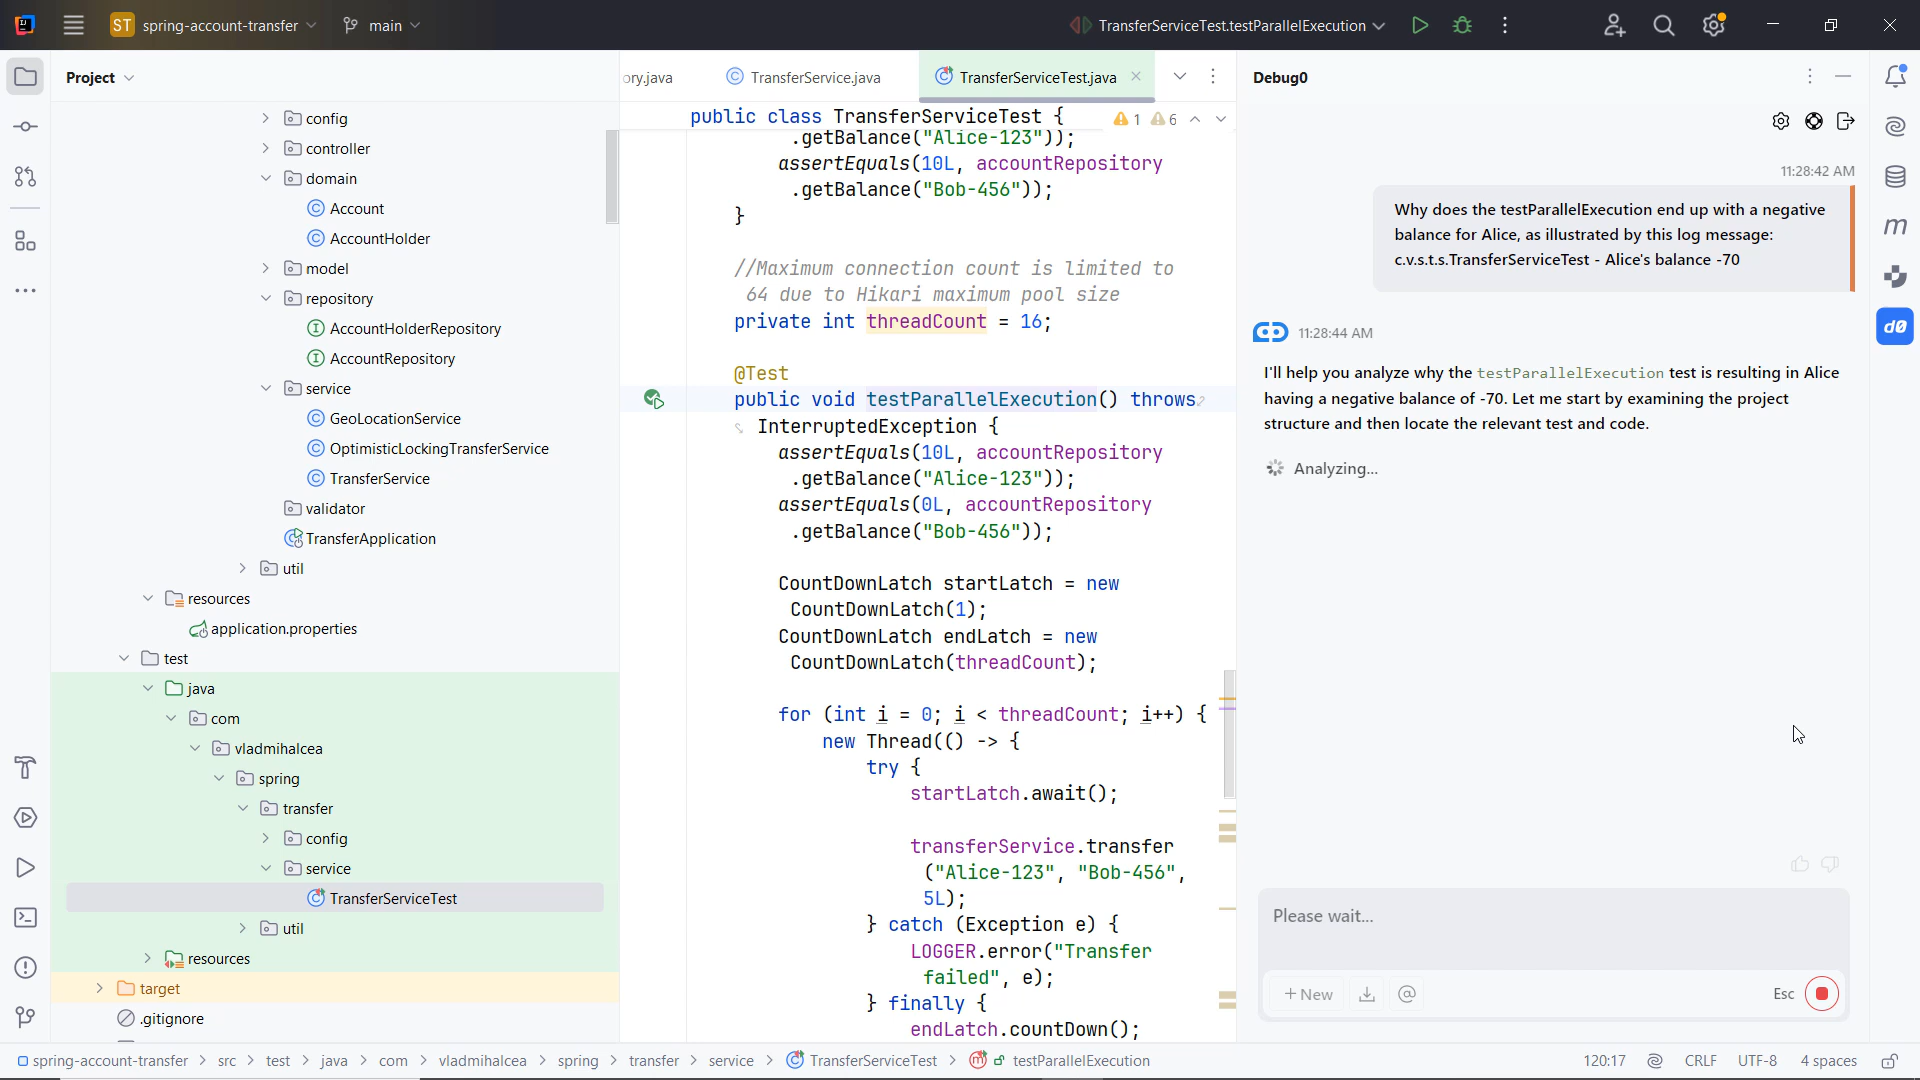 ST spring-account-transfer main TransferServiceTest.testParallelExecution
Project
config
controller
domain
Account
AccountHolder
model
repository
AccountHolderRepository
AccountRepository
service
GeoLocationService
OptimisticLockingTransferService
TransferService
validator
TransferApplication
util
resources
application.properties
test
java
com
vladmihalcea
spring
transfer
config
service
TransferServiceTest
util
resources
target
.gitignore
ory.java TransferService.java TransferServiceTest.java
public class TransferServiceTest { 1 6
.getBalance("Alice-123"));
assertEquals(10L, accountRepository
.getBalance("Bob-456"));
}
//Maximum connection count is limited to
64 due to Hikari maximum pool size
private int threadCount = 16;
@Test
public void testParallelExecution() throws
InterruptedException {
assertEquals(10L, accountRepository
.getBalance("Alice-123"));
assertEquals(0L, accountRepository
.getBalance("Bob-456"));
CountDownLatch startLatch = new
CountDownLatch(1);
CountDownLatch endLatch = new
CountDownLatch(threadCount);
for (int i = 0; i < threadCount; i++) {
new Thread(() -> {
try {
startLatch.await();
transferService.transfer
("Alice-123", "Bob-456",
5L);
} catch (Exception e) {
LOGGER.error("Transfer
failed", e);
} finally {
endLatch.countDown();
Debug0
11:28:42 AM
Why does the testParallelExecution end up with a negative
balance for Alice, as illustrated by this log message:
c.v.s.t.s.TransferServiceTest - Alice's balance -70
11:28:44 AM
I'll help you analyze why the testParallelExecution test is resulting in Alice
having a negative balance of -70. Let me start by examining the project
structure and then locate the relevant test and code.
Analyzing...
Please wait...
+ New @ Esc
m
d0
spring-account-transfer > src > test > java > com > vladmihalcea > spring > transfer > service > TransferServiceTest > testParallelExecution 120:17 CRLF UTF-8 4 spaces